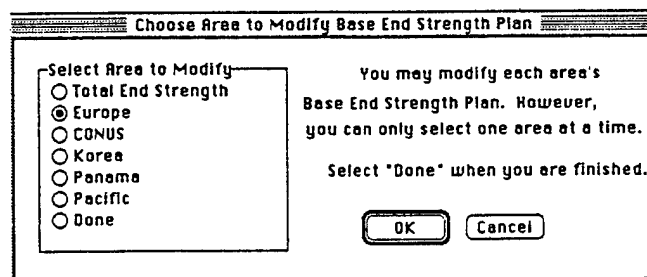 Choose Area to Modify Base End Strength Plan
Select Area to Modify
Total End Strength
Europe
CONUS
Korea
Panama
Pacific
Done
You may modify each area's
Base End Strength Plan. However,
you can only select one area at a time.
Select "Done" when you are finished.
OK
Cancel